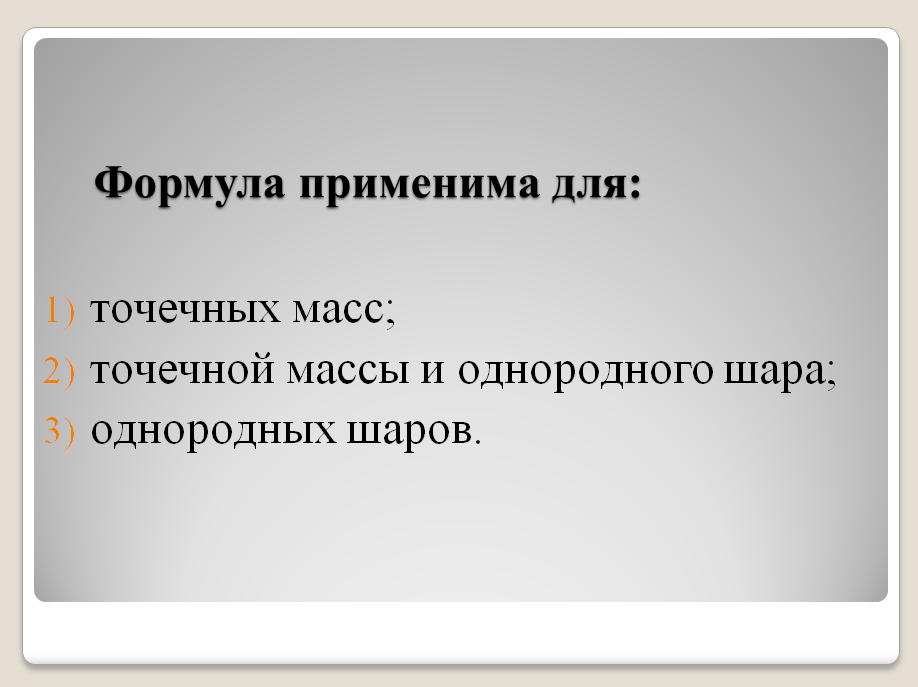 Формула применима для:
1) точечных масс;
2) точечной массы и однородного шара;
3) однородных шаров.